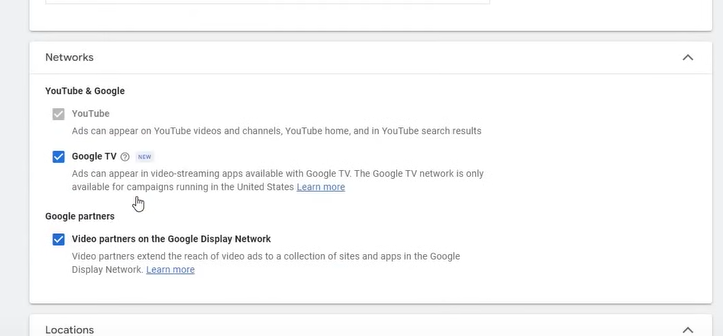 Networks
YouTube & Google
YouTube
Ads can appear on YouTube videos and channels, YouTube home, and in YouTube search results
Google TV ? NEW
Ads can appear in video-streaming apps available with Google TV. The Google TV network is only
available for campaigns running in the United States Learn more
Google partners
Video partners on the Google Display Network
Video partners extend the reach of video ads to a collection of sites and apps in the Google
Display Network. Learn more
Locations